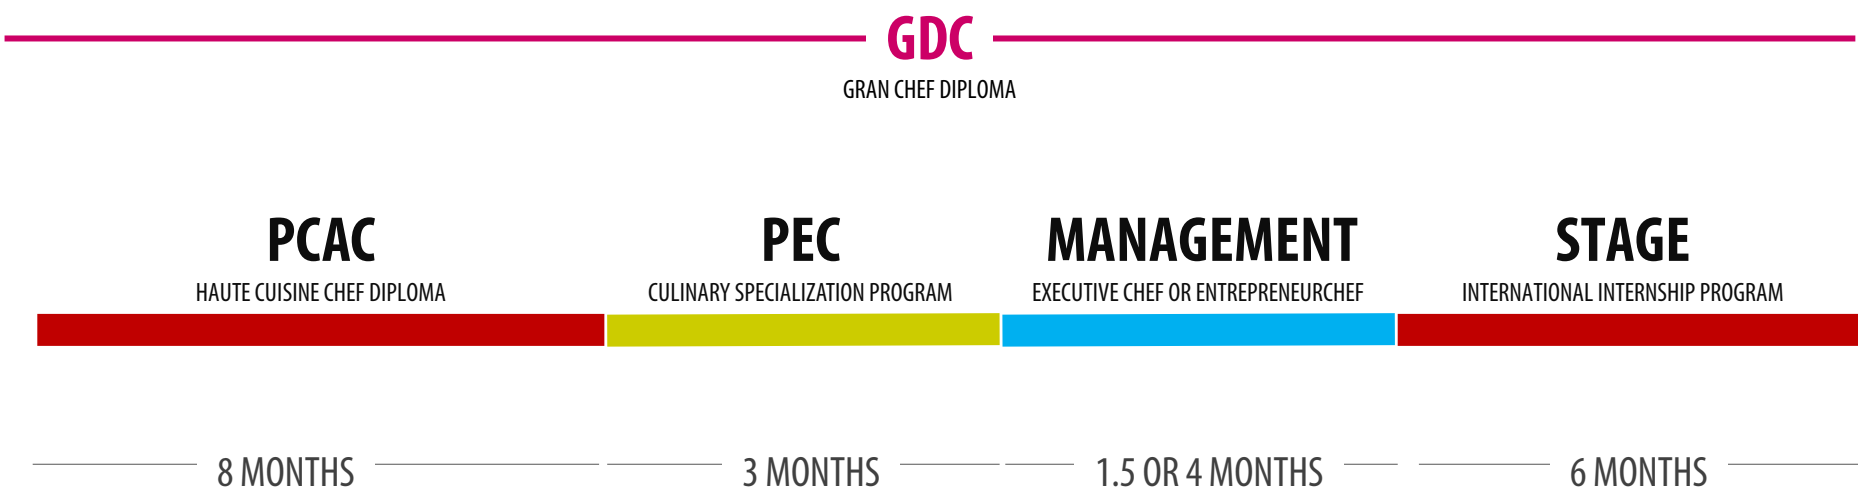 GDC
GRAN CHEF DIPLOMA
PCAC
HAUTE CUISINE CHEF DIPLOMA
PEC
CULINARY SPECIALIZATION PROGRAM
MANAGEMENT
EXECUTIVE CHEF OR ENTREPRENEURCHEF
STAGE
INTERNATIONAL INTERNSHIP PROGRAM
8 MONTHS
3 MONTHS
1.5 OR 4 MONTHS
6 MONTHS